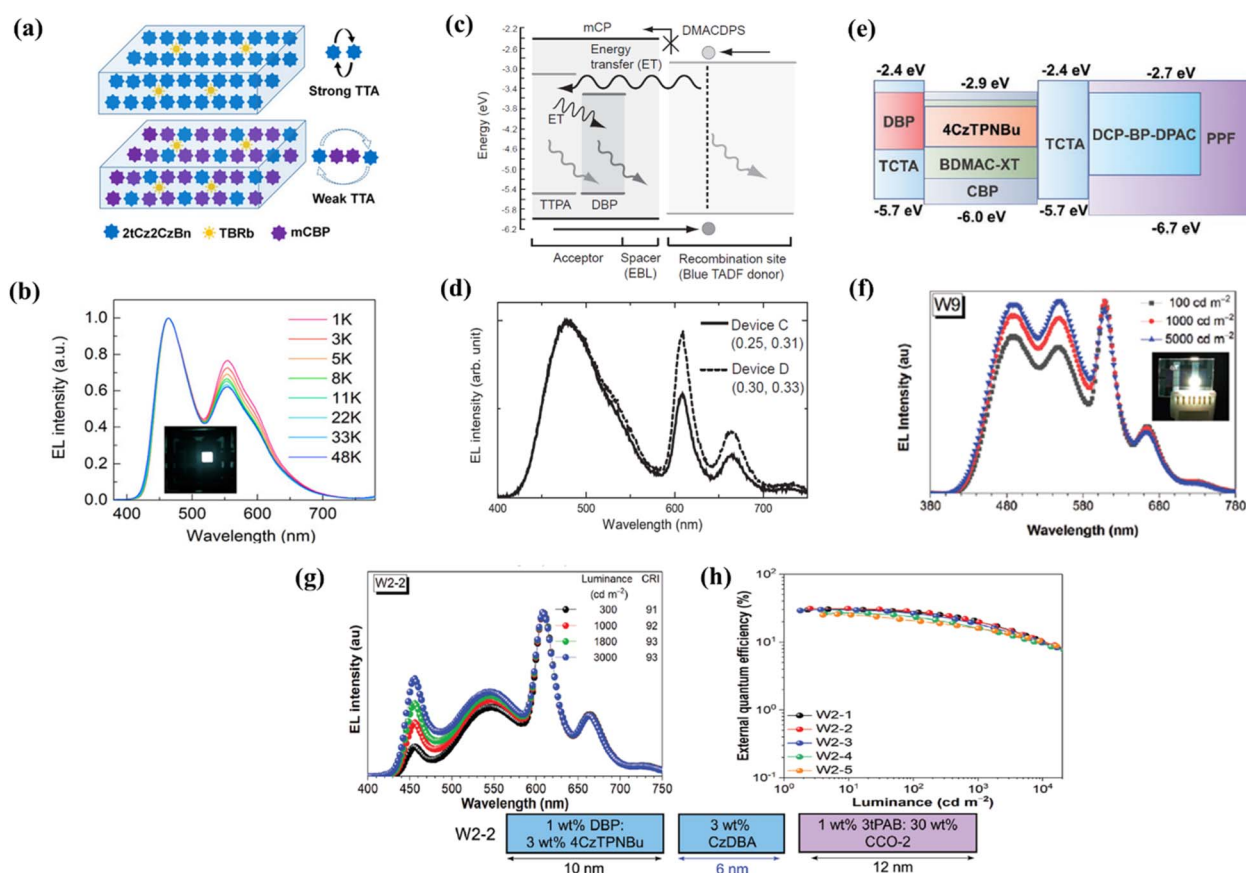 (a)
Strong TTA
Weak TTA
2tCz2CzBn TBRb mCBP
(b)
EL intensity (a.u.)
1.0
0.8
0.6
0.4
0.2
0.0
400 500 600 700
Wavelength (nm)
1K
3K
5K
8K
11K
22K
33K
48K
(c)
Energy (eV)
-2.2
-2.6
-3.0
-3.4
-3.8
-4.2
-4.6
-5.0
-5.4
-5.8
-6.2
mCP
DMACDPS
Energy
transfer (ET)
ET
TTPA DBP
Acceptor
Spacer
(EBL)
Recombination site
(Blue TADF donor)
(d)
EL intensity (arb. unit)
Device C
(0.25, 0.31)
Device D
(0.30, 0.33)
400 500 600 700
Wavelength (nm)
(e)
-2.4 eV
-2.9 eV
-2.4 eV
-2.7 eV
DBP
TCTA
4CzTPNBu
BDMAC-XT
CBP
TCTA
DCP-BP-DPAC
PPF
-5.7 eV
-6.0 eV
-5.7 eV
-6.7 eV
(f)
W9
EL Intensity (au)
100 cd m⁻²
1000 cd m⁻²
5000 cd m⁻²
380 480 580 680 780
Wavelength (nm)
(g)
W2-2
EL intensity (au)
Luminance CRI
(cd m⁻²)
300 91
1000 92
1800 93
3000 93
400 450 500 550 600 650 700 750
Wavelength (nm)
(h)
External quantum efficiency (%)
10²
10¹
10⁰
10⁻¹
W2-1
W2-2
W2-3
W2-4
W2-5
10⁰ 10¹ 10² 10³ 10⁴
Luminance (cd m⁻²)
W2-2
1 wt% DBP:
3 wt% 4CzTPNBu
3 wt%
CzDBA
1 wt% 3tPAB: 30 wt%
CCO-2
10 nm
6 nm
12 nm